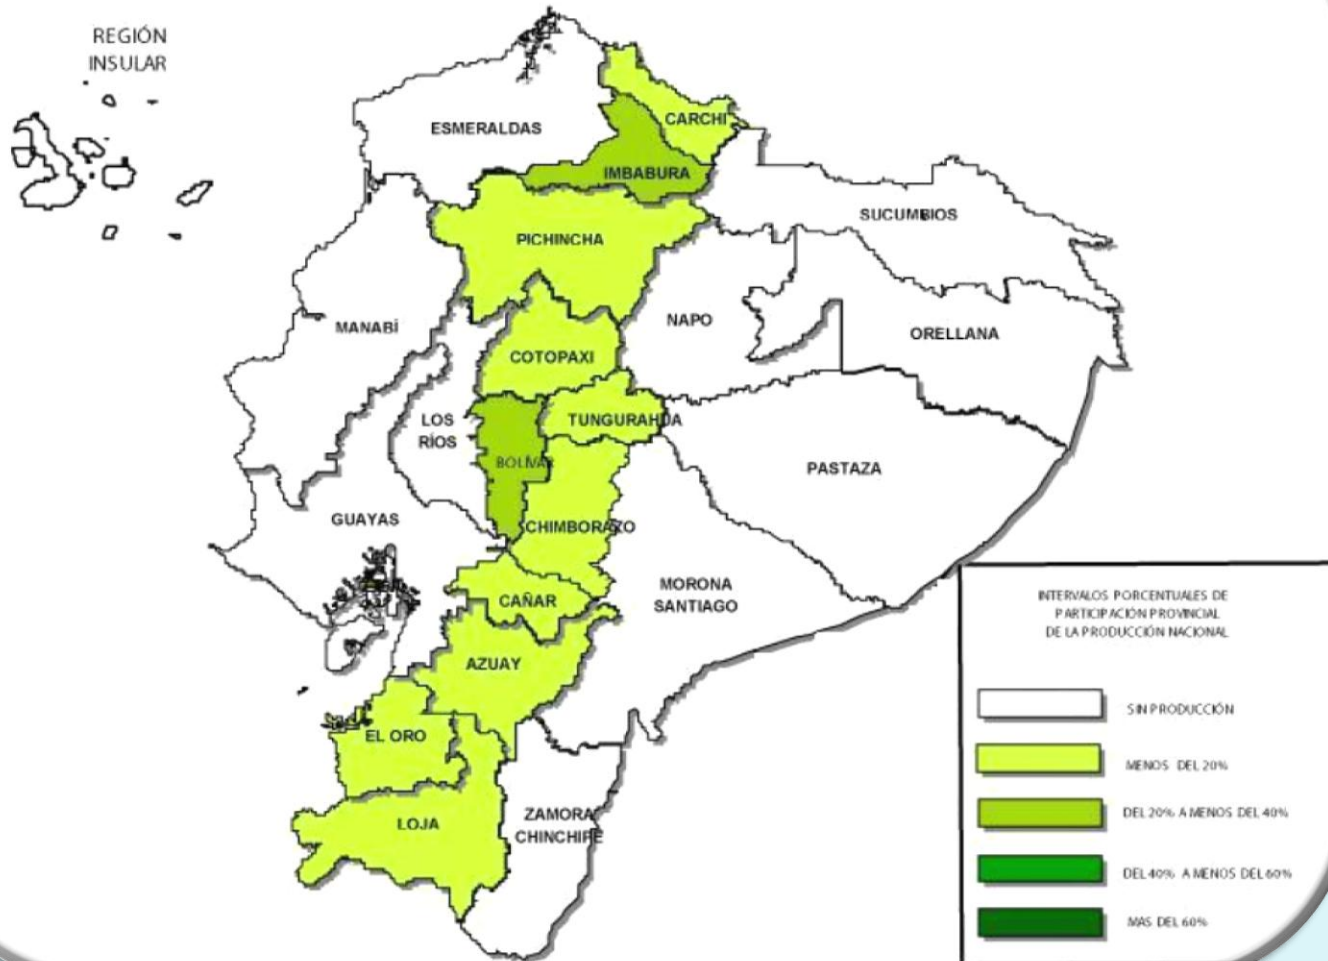 REGIÓN
INSULAR
ESMERALDAS
CARCHI
IMBABURA
SUCUMBIOS
PICHINCHA
NAPO
MANABÍ
ORELLANA
COTOPAXI
LOS
RÍOS
TUNGURAHUA
BOLÍVAR
PASTAZA
GUAYAS
CHIMBORAZO
MORONA
SANTIAGO
CAÑAR
AZUAY
EL ORO
LOJA
ZAMORA
CHINCHIPE
INTERVALOS PORCENTUALES DE
PARTICIPACIÓN PROVINCIAL
DE LA PRODUCCIÓN NACIONAL
SIN PRODUCCIÓN
MENOS DEL 20%
DEL 20% A MENOS DEL 40%
DEL 40% A MENOS DEL 60%
MAS DEL 60%